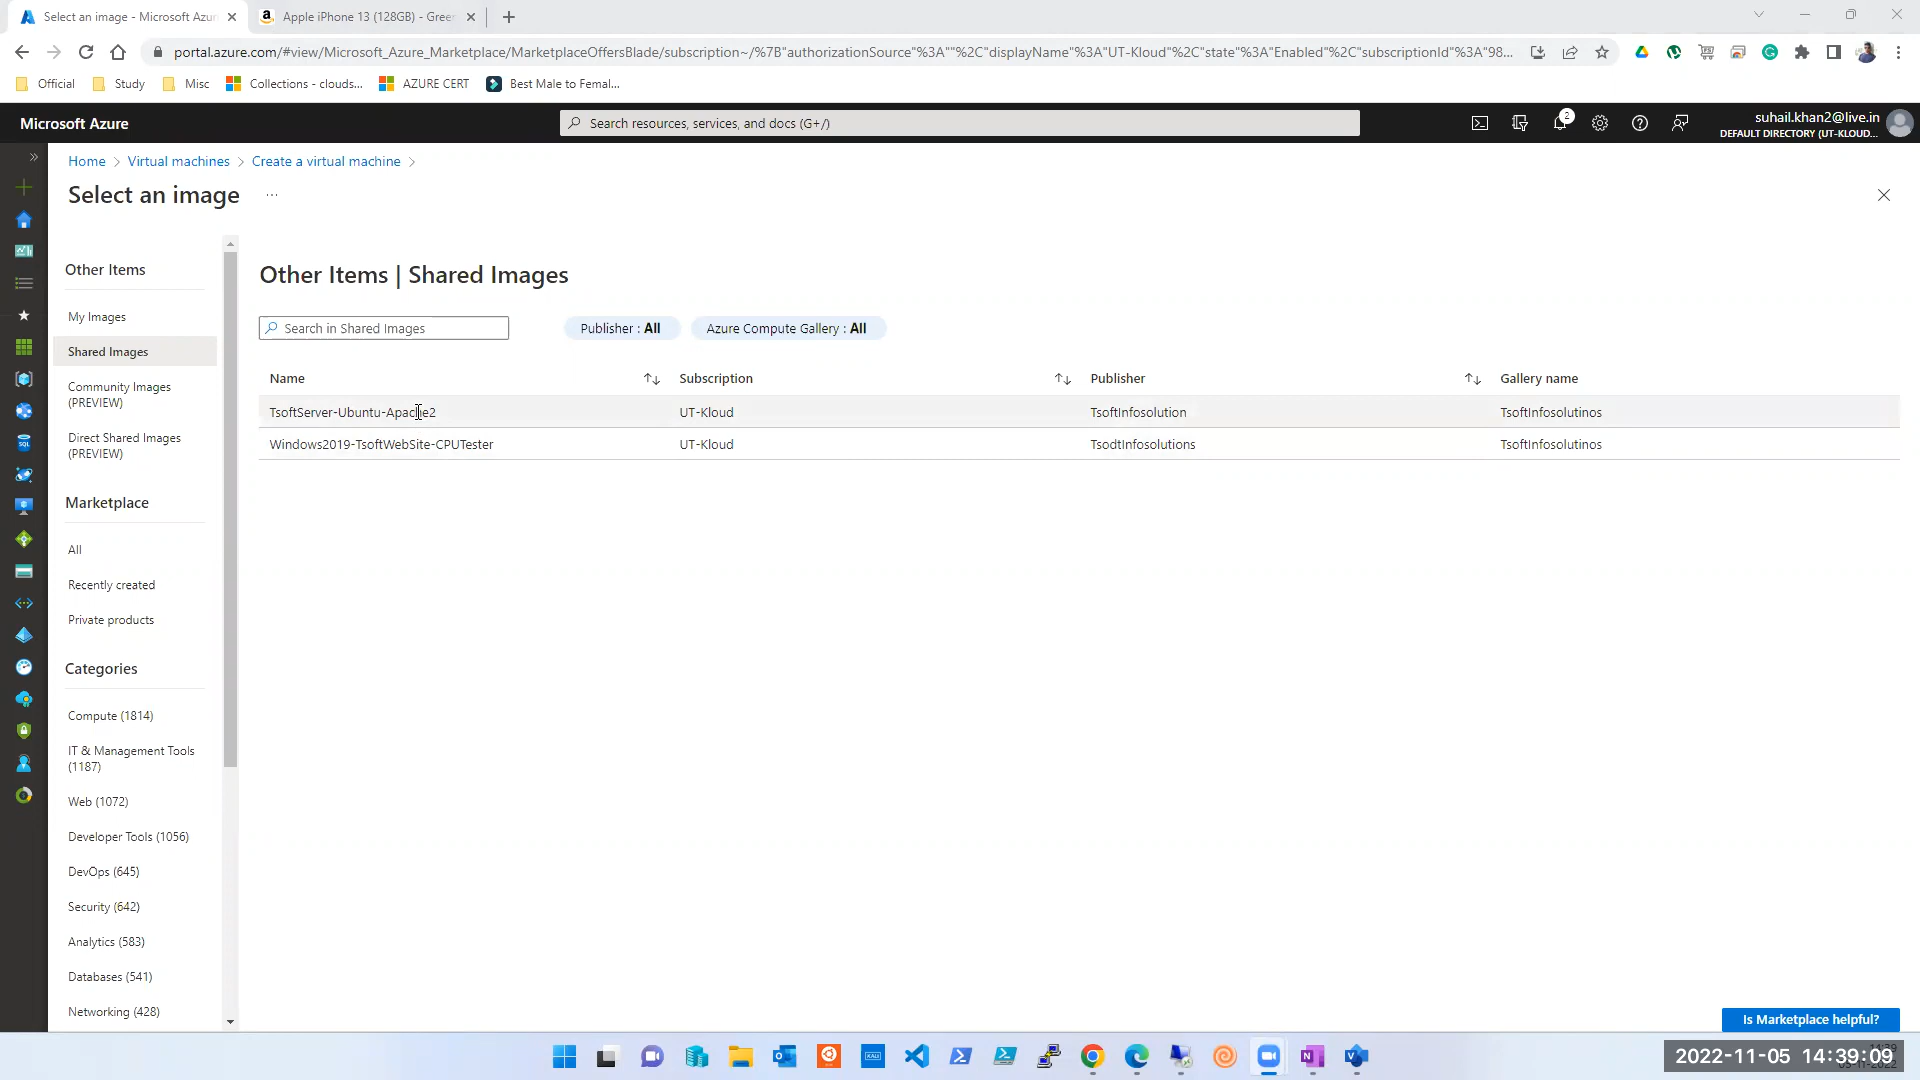 Select an image - Microsoft Azur
Apple iPhone 13 (128GB) - Gree
portal.azure.com/#view/Microsoft_Azure_Marketplace/MarketplaceOffersBlade/subscription~/%7B"authorizationSource"%3A""%2C"displayName"%3A"UT-Kloud"%2C"state"%3A"Enabled"%2C"subscriptionId"%3A"98...
Official Study Misc Collections - clouds... AZURE CERT Best Male to Femal...
Microsoft Azure
Search resources, services, and docs (G+/)
2
suhail.khan2@live.in
DEFAULT DIRECTORY (UT-KLOUD...
Home > Virtual machines > Create a virtual machine >
Select an image ...
Other Items
My Images
Shared Images
Community Images
(PREVIEW)
Direct Shared Images
(PREVIEW)
Marketplace
All
Recently created
Private products
Categories
Compute (1814)
IT & Management Tools
(1187)
Web (1072)
Developer Tools (1056)
DevOps (645)
Security (642)
Analytics (583)
Databases (541)
Networking (428)
Other Items | Shared Images
Search in Shared Images
Publisher : All
Azure Compute Gallery : All
Name Subscription Publisher Gallery name
TsoftServer-Ubuntu-Apache2 UT-Kloud TsoftInfosolution TsoftInfosolutinos
Windows2019-TsoftWebSite-CPUTester UT-Kloud TsodtInfosolutions TsoftInfosolutinos
Is Marketplace helpful?
2022-11-05 14:39:09